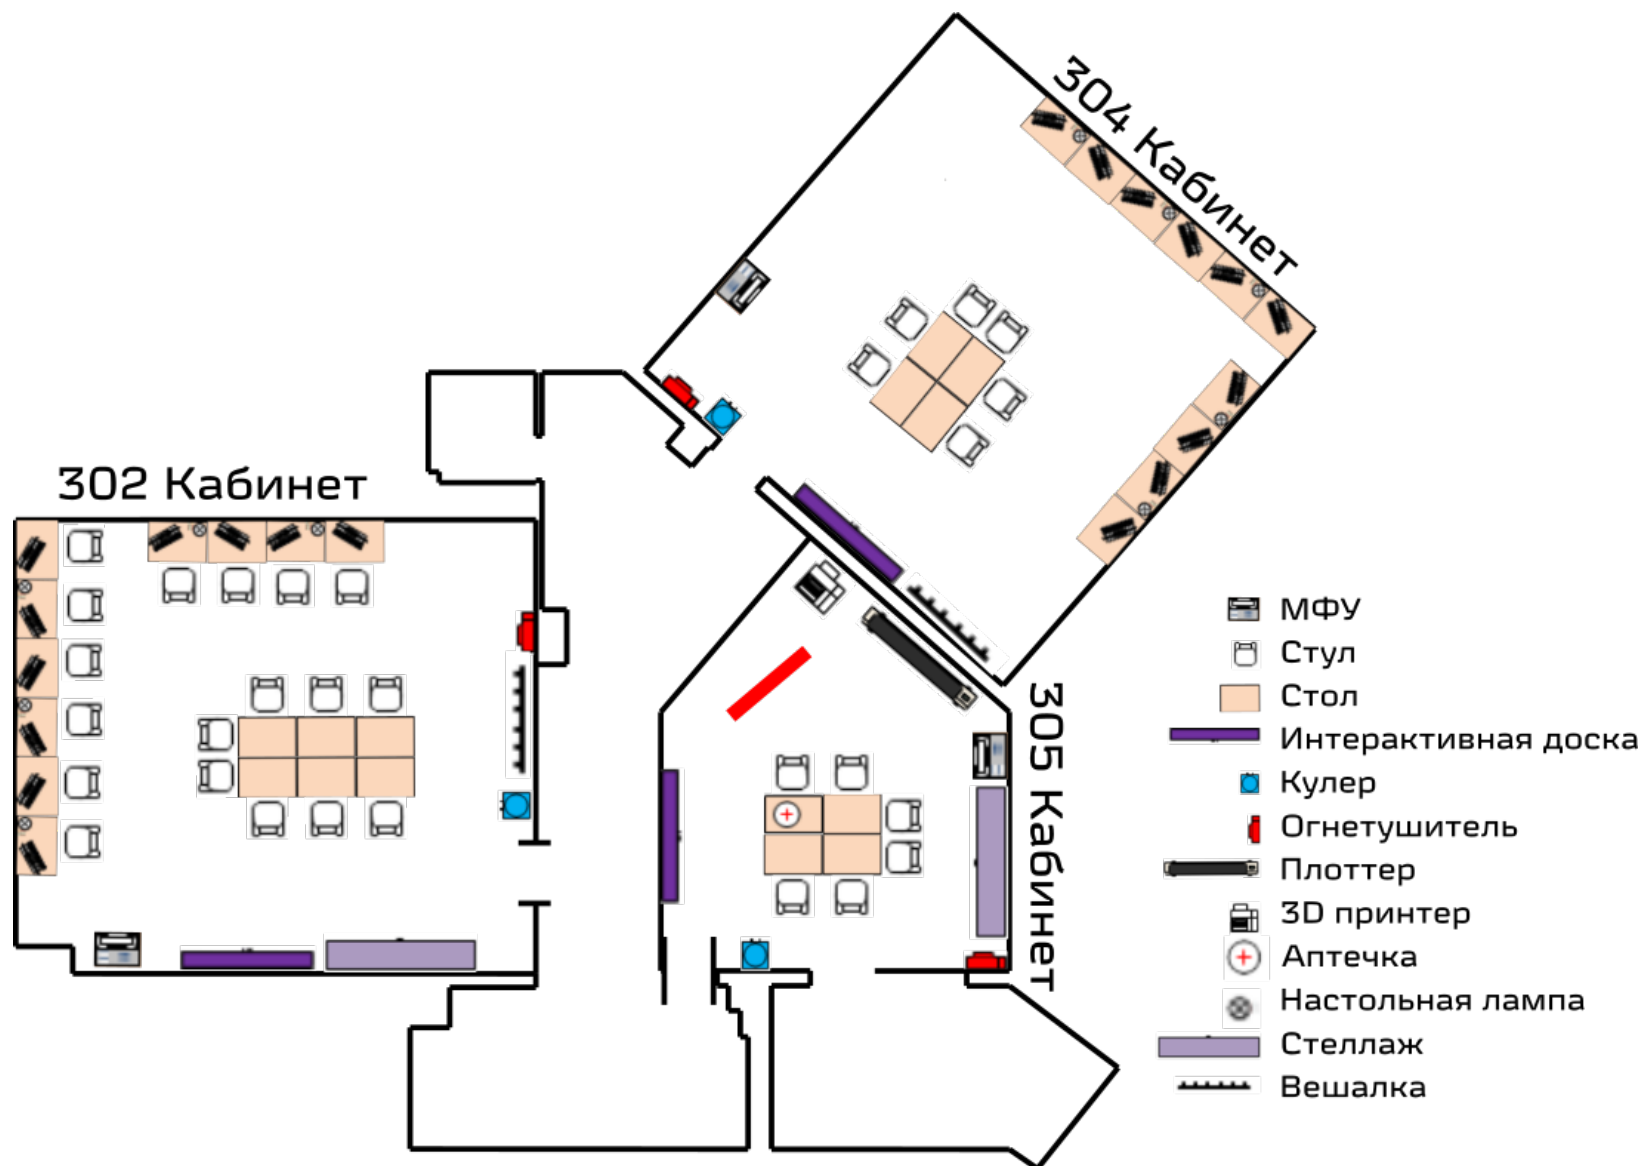 304 Кабинет
302 Кабинет
305 Кабинет
МФУ
Стул
Стол
Интерактивная доска
Кулер
Огнетушитель
Плоттер
3D принтер
Аптечка
Настольная лампа
Стеллаж
Вешалка